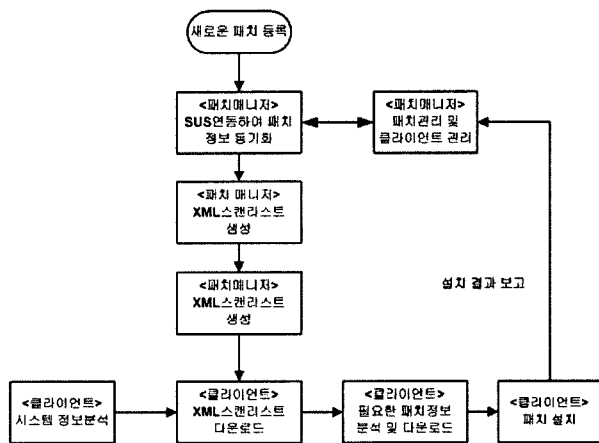 새로운 패치 등록
<패치매니저>
SUS연동하여 패치
정보 동기화
<패치매니저>
패치관리 및
클라이언트 관리
<패치 매니저>
XML스캔리스트
생성
<패치매니저>
XML스캔리스트
생성
설치 결과 보고
<클라이언트>
시스템 정보분석
<클라이언트>
XML스캔리스트
다운로드
<클라이언트>
필요한 패치정보
분석 및 다운로드
<클라이언트>
패치 설치